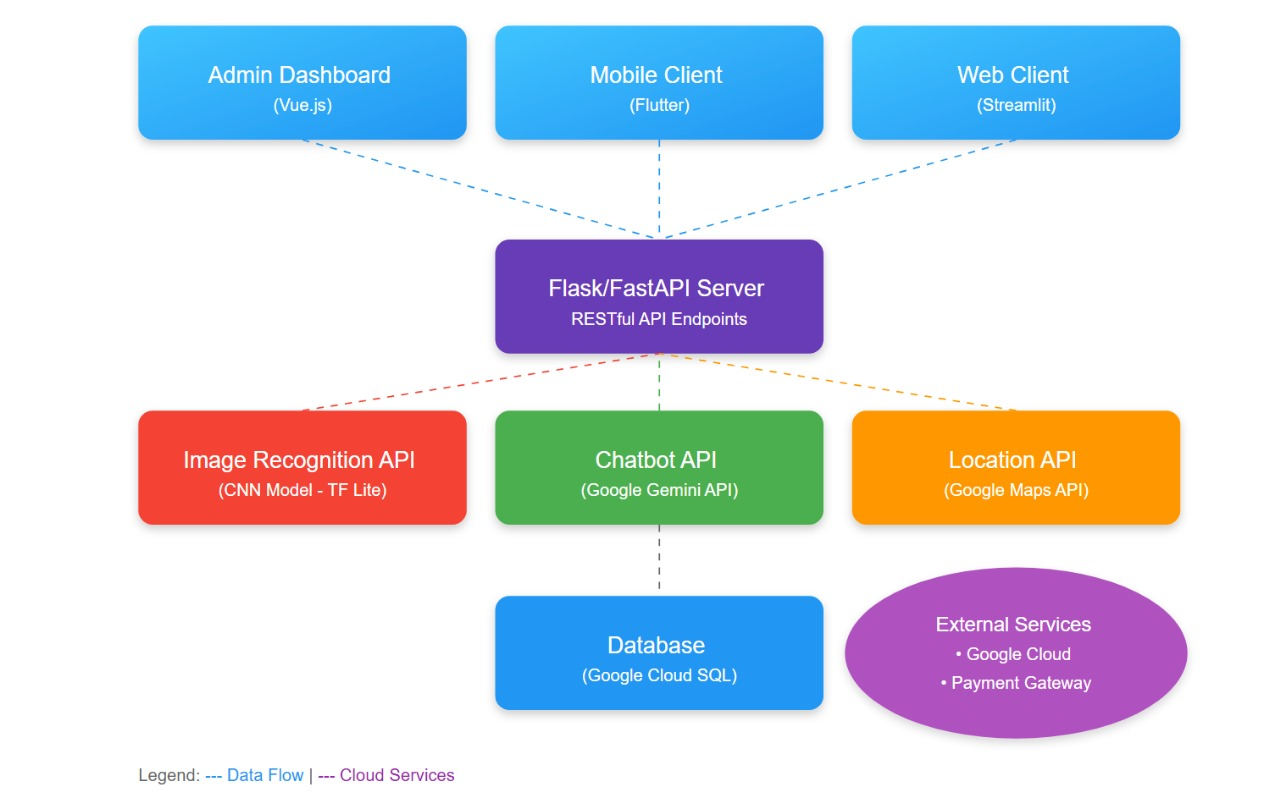 Admin Dashboard
(Vue.js)
Mobile Client
(Flutter)
Web Client
(Streamlit)
Flask/FastAPI Server
RESTful API Endpoints
Image Recognition API
(CNN Model - TF Lite)
Chatbot API
(Google Gemini API)
Location API
(Google Maps API)
Database
(Google Cloud SQL)
External Services
• Google Cloud
• Payment Gateway
Legend: --- Data Flow | --- Cloud Services